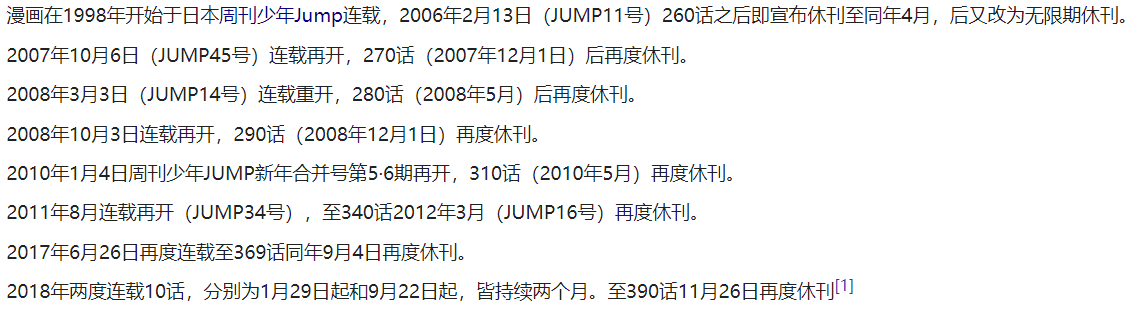 漫画在1998年开始于日本周刊少年Jump连载，2006年2月13日（JUMP11号）260话之后即宣布休刊至同年4月，后又改为无限期休刊。
2007年10月6日（JUMP45号）连载再开，270话（2007年12月1日）后再度休刊。
2008年3月3日（JUMP14号）连载重开，280话（2008年5月）后再度休刊。
2008年10月3日连载再开，290话（2008年12月1日）再度休刊。
2010年1月4日周刊少年JUMP新年合并号第5·6期再开，310话（2010年5月）再度休刊。
2011年8月连载再开（JUMP34号），至340话2012年3月（JUMP16号）再度休刊。
2017年6月26日再度连载至369话同年9月4日再度休刊。
2018年两度连载10话，分别为1月29日起和9月22日起，皆持续两个月。至390话11月26日再度休刊[1]